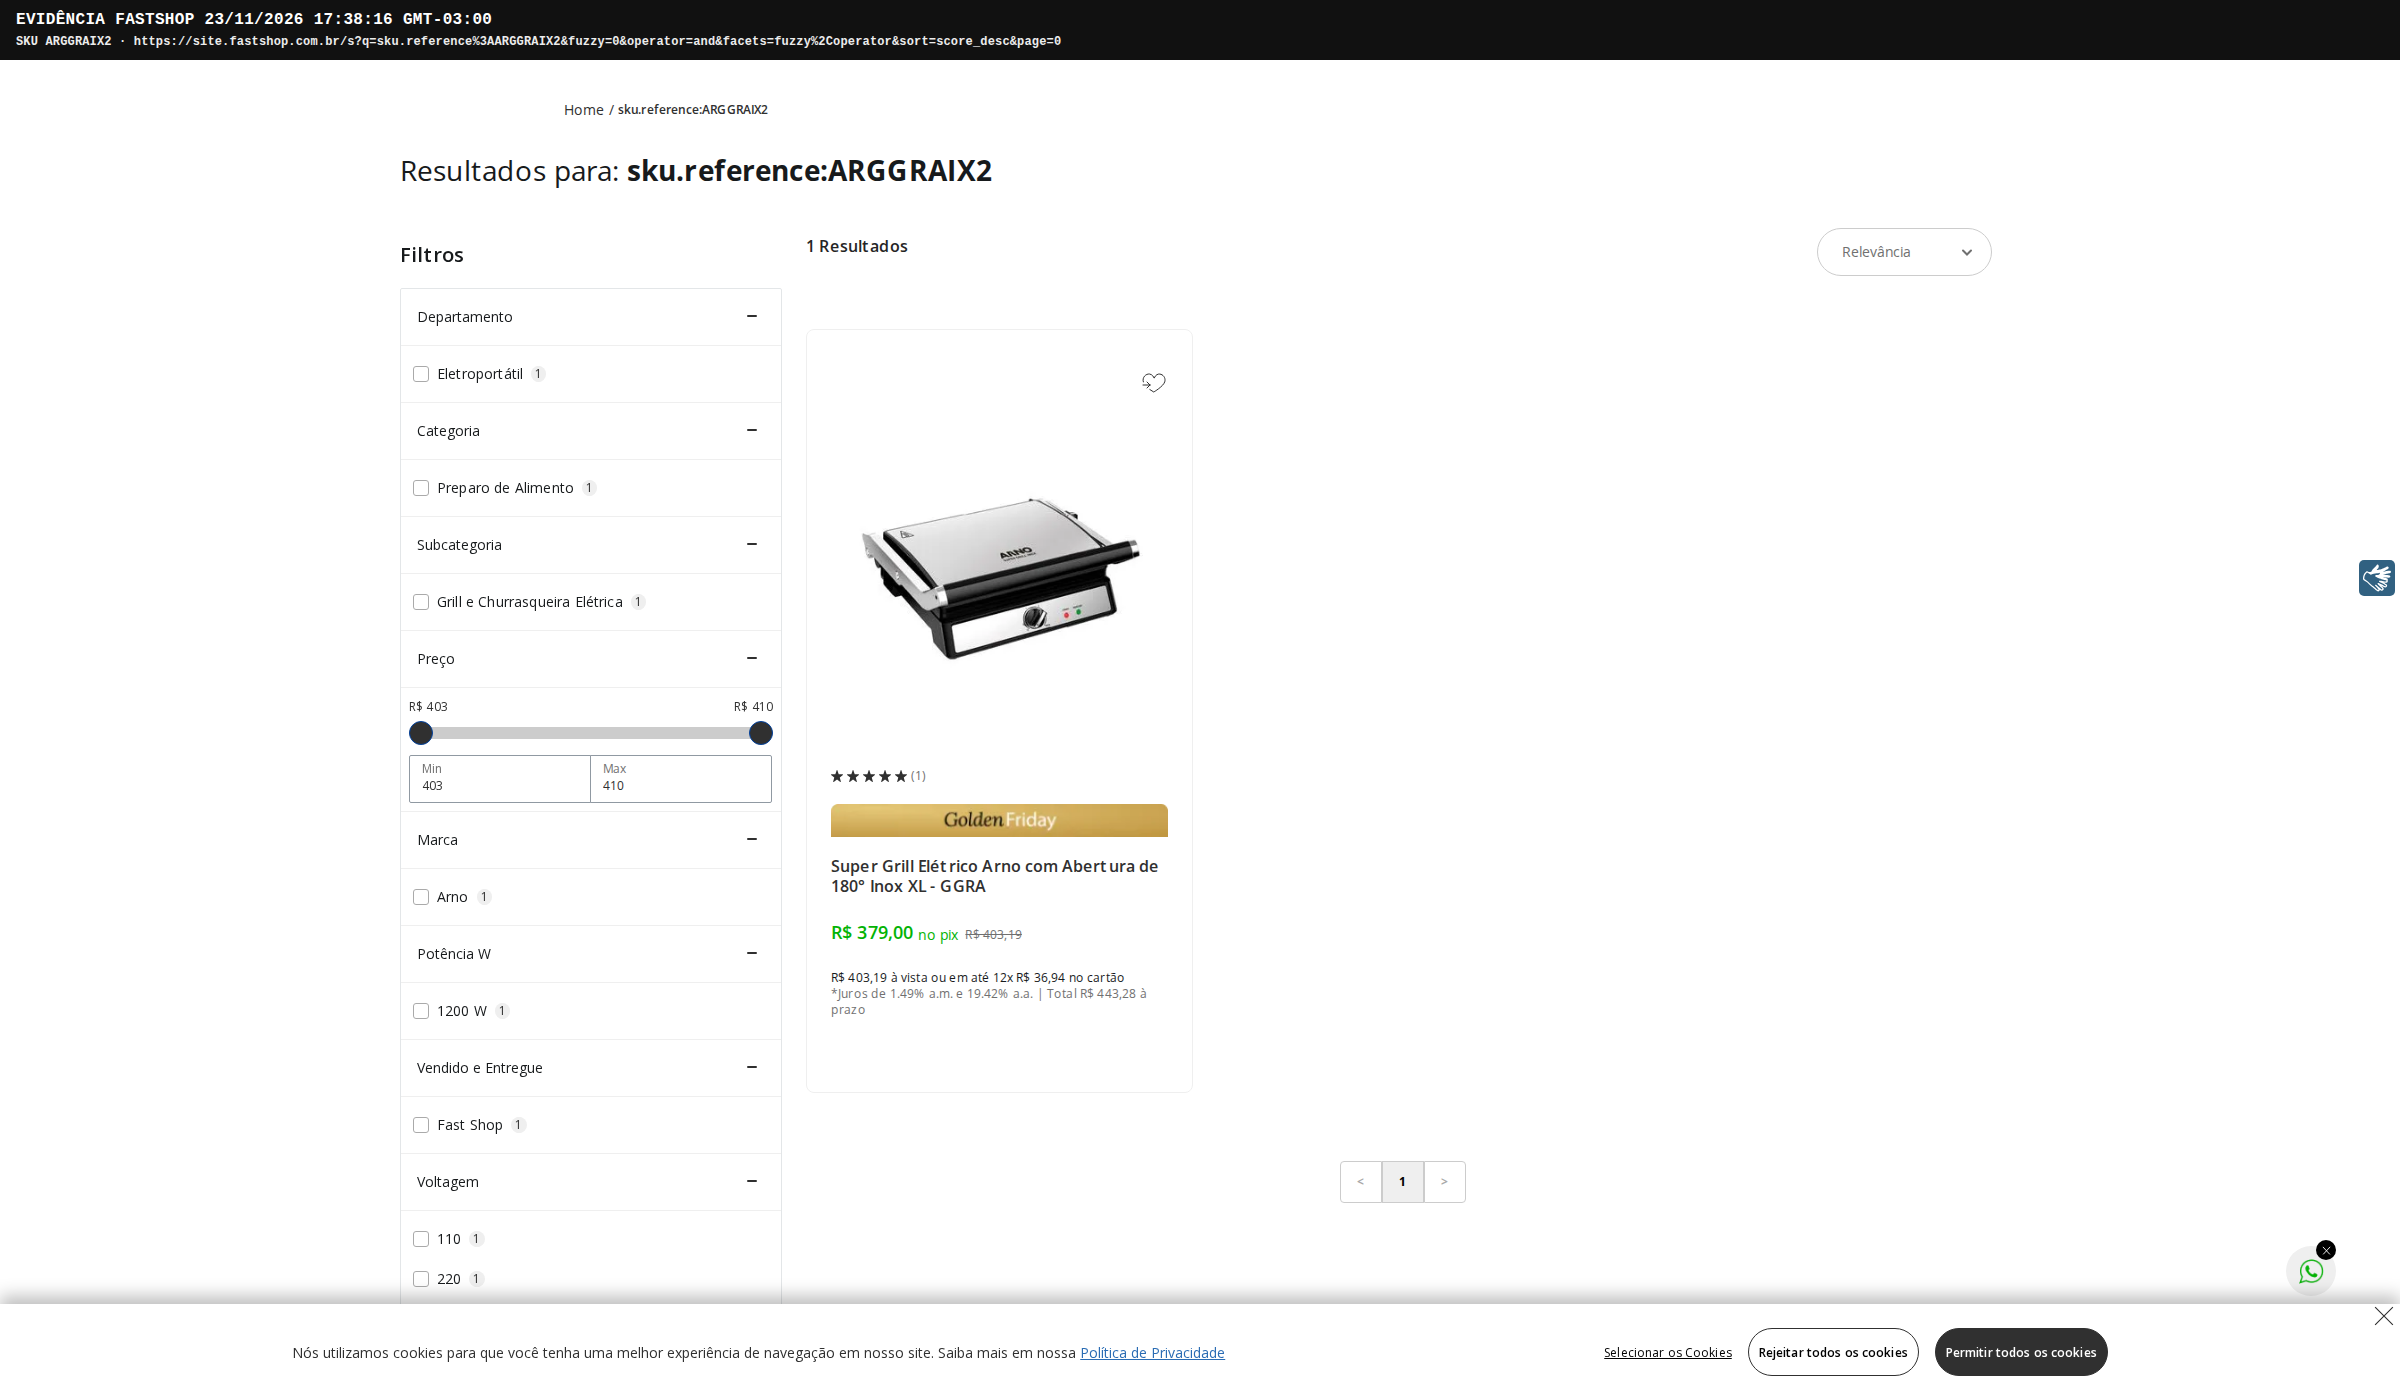 EVIDÊNCIA FASTSHOP 23/11/2026 17:38:16 GMT-03:00
SKU ARGGRAIX2 · https://site.fastshop.com.br/s?q=sku.reference%3AARGGRAIX2&fuzzy=0&operator=and&facets=fuzzy%2Coperator&sort=score_desc&page=0
Home / sku.reference:ARGGRAIX2
Resultados para: sku.reference:ARGGRAIX2
Filtros
1 Resultados
Relevância
Departamento
Eletroportátil 1
Categoria
Preparo de Alimento 1
Subcategoria
Grill e Churrasqueira Elétrica 1
Preço
R$ 403 R$ 410
Min Max
403 410
Marca
Arno 1
Potência W
1200 W 1
Vendido e Entregue
Fast Shop 1
Voltagem
110 1
220 1
ARNO
(1)
Golden Friday
Super Grill Elétrico Arno com Abertura de
180° Inox XL - GGRA
R$ 379,00 no pix R$ 403,19
R$ 403,19 à vista ou em até 12x R$ 36,94 no cartão
*Juros de 1.49% a.m. e 19.42% a.a. | Total R$ 443,28 à
prazo
< 1 >
Nós utilizamos cookies para que você tenha uma melhor experiência de navegação em nosso site. Saiba mais em nossa Política de Privacidade
Selecionar os Cookies
Rejeitar todos os cookies
Permitir todos os cookies